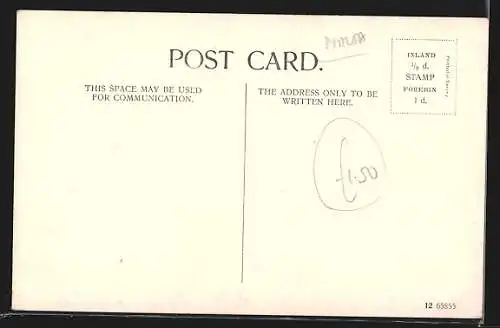 POST CARD.
THIS SPACE MAY BE USED
FOR COMMUNICATION.
THE ADDRESS ONLY TO BE
WRITTEN HERE.
INLAND
½ d.
STAMP
FOREIGN
1 d.
£1.50
12 65855